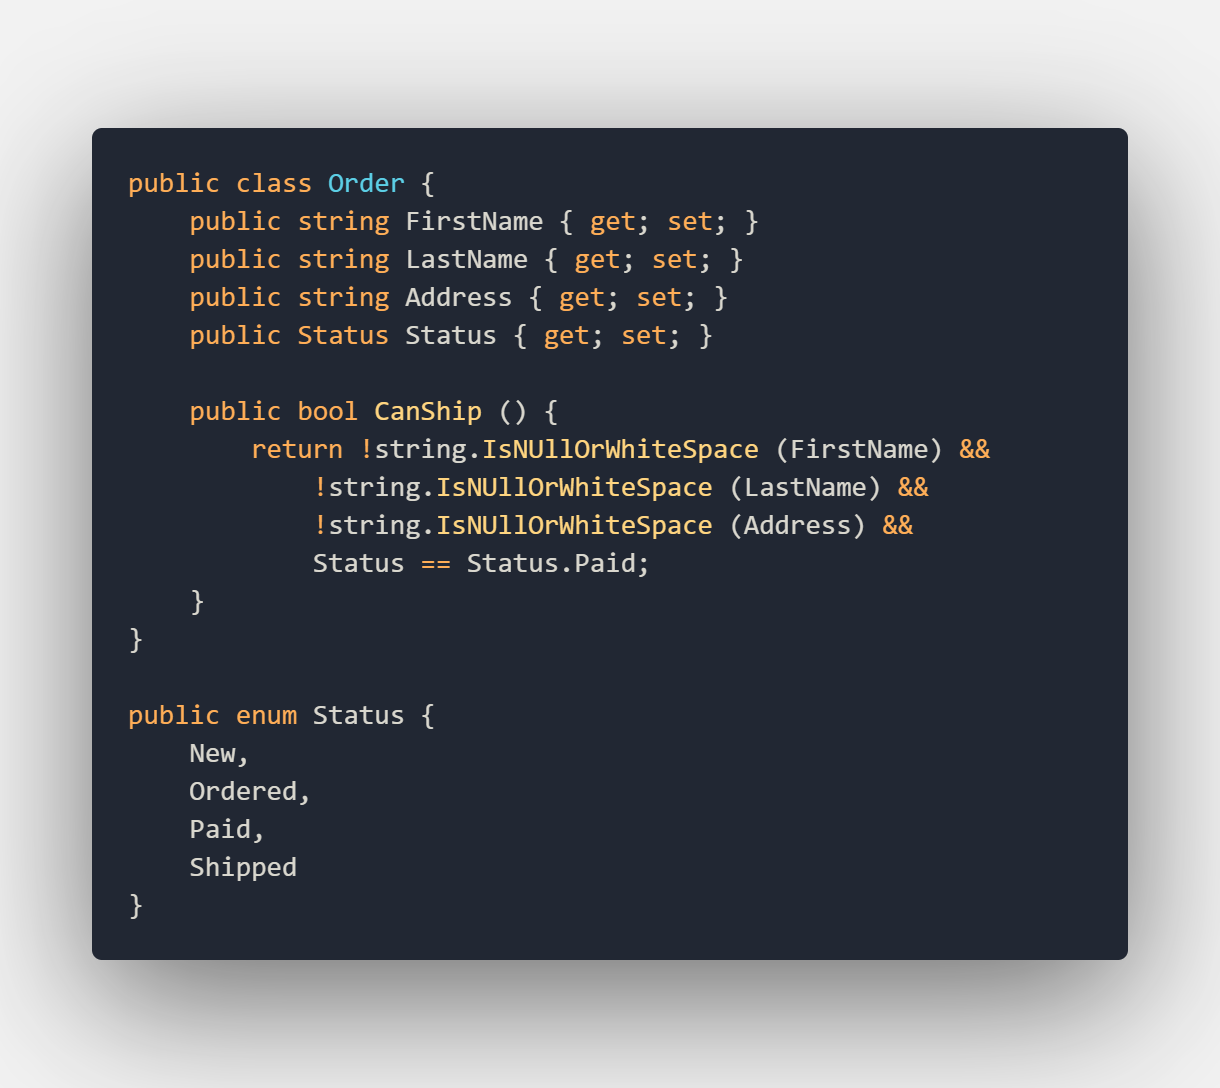 public class Order {
    public string FirstName { get; set; }
    public string LastName { get; set; }
    public string Address { get; set; }
    public Status Status { get; set; }

    public bool CanShip () {
        return !string.IsNUllOrWhiteSpace (FirstName) &&
            !string.IsNUllOrWhiteSpace (LastName) &&
            !string.IsNUllOrWhiteSpace (Address) &&
            Status == Status.Paid;
    }
}

public enum Status {
    New,
    Ordered,
    Paid,
    Shipped
}